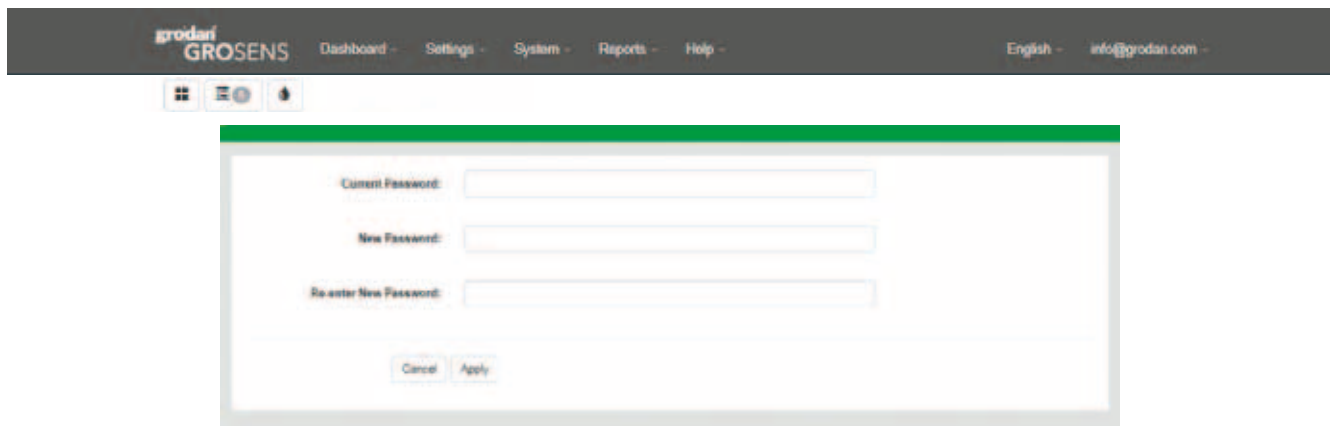 grodan
GROSENS Dashboard Settings System Reports Help English info@grodan.com
Current Password:
New Password:
Re-enter New Password:
Cancel Apply